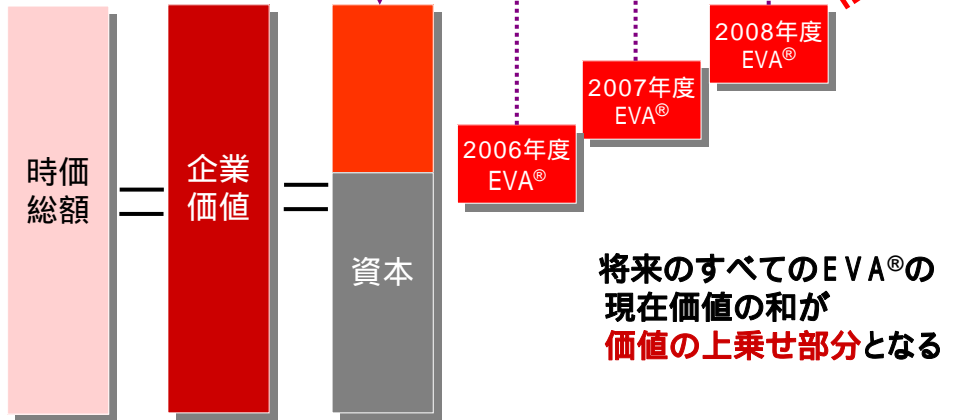 2008年度
EVA®
2007年度
EVA®
2006年度
EVA®
時価
総額
企業
価値
資本
将来のすべてのEVA®の
現在価値の和が
価値の上乗せ部分となる